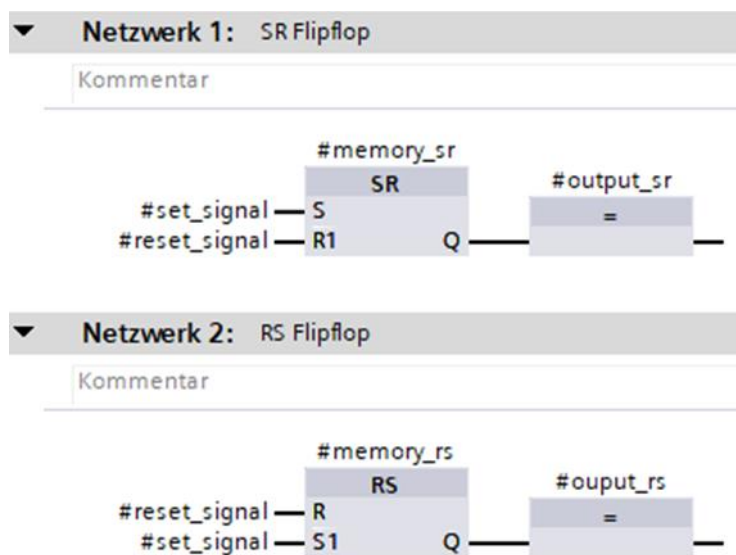 Netzwerk 1: SR Flipflop
Kommentar
#memory_sr
SR
#output_sr
#set_signal S
=
#reset_signal R1 Q
Netzwerk 2: RS Flipflop
Kommentar
#memory_rs
RS
#ouput_rs
#reset_signal R
=
#set_signal S1 Q